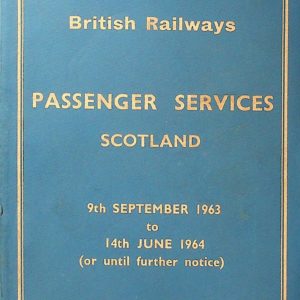 British Railways
PASSENGER SERVICES
SCOTLAND
9th SEPTEMBER 1963
to
14th JUNE 1964
(or until further notice)